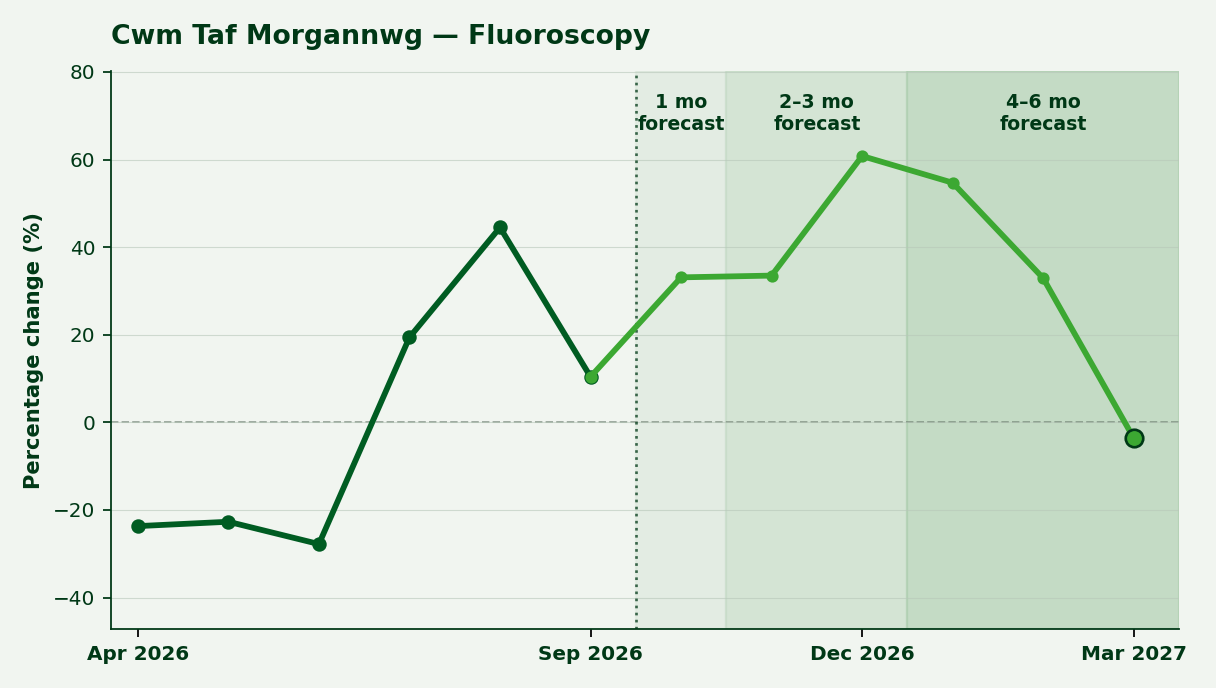 Cwm Taf Morgannwg — Fluoroscopy
Percentage change (%)
80
60
40
20
0
−20
−40
1 mo
forecast
2–3 mo
forecast
4–6 mo
forecast
Apr 2026
Sep 2026
Dec 2026
Mar 2027